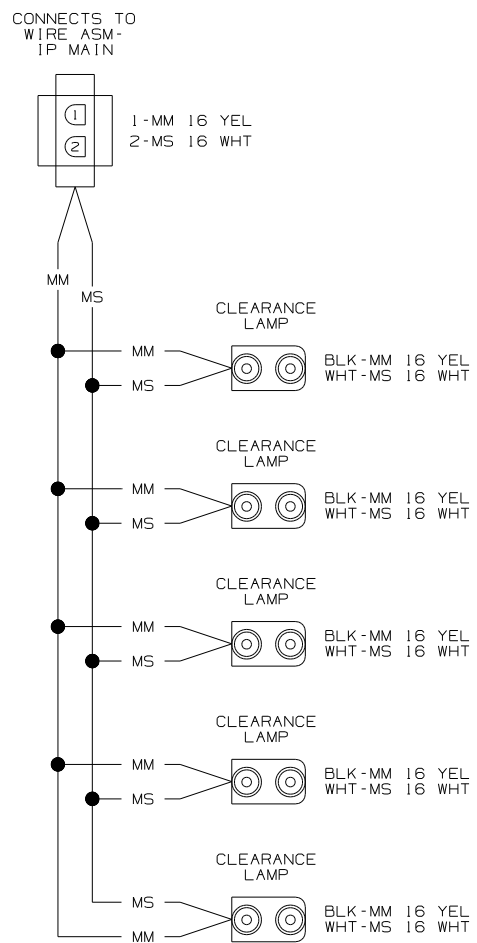 CONNECTS TO
WIRE ASM-
IP MAIN
1
2
1-MM 16 YEL
2-MS 16 WHT
MM
MS
CLEARANCE
LAMP
MM
MS
BLK-MM 16 YEL
WHT-MS 16 WHT
CLEARANCE
LAMP
MM
MS
BLK-MM 16 YEL
WHT-MS 16 WHT
CLEARANCE
LAMP
MM
MS
BLK-MM 16 YEL
WHT-MS 16 WHT
CLEARANCE
LAMP
MM
MS
BLK-MM 16 YEL
WHT-MS 16 WHT
CLEARANCE
LAMP
MS
MM
BLK-MM 16 YEL
WHT-MS 16 WHT